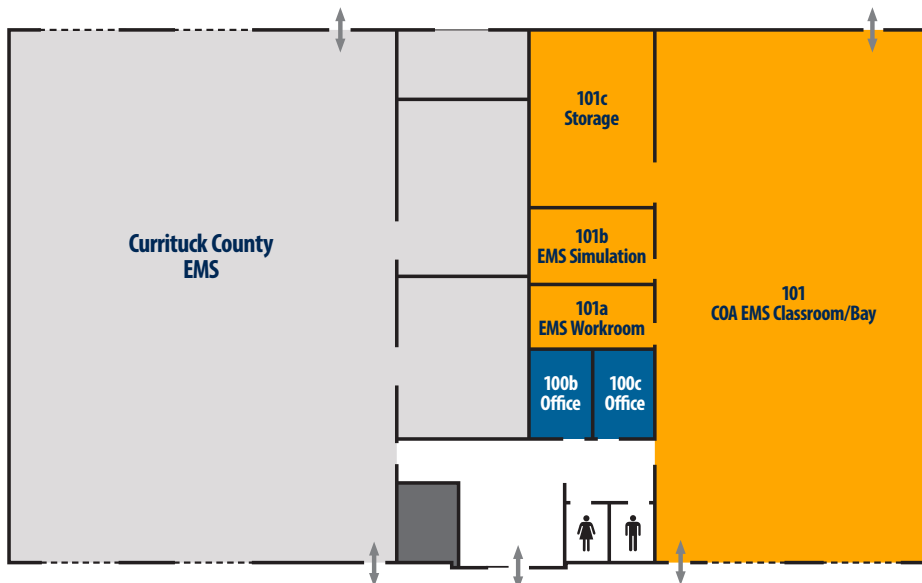 101c
Storage
Currituck County
EMS
101b
EMS Simulation
101
COA EMS Classroom/Bay
101a
EMS Workroom
100b
Office
100c
Office